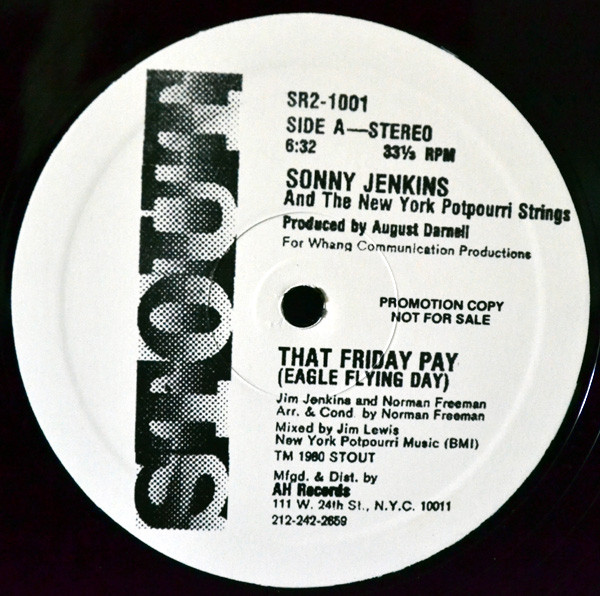 STOUT
SR2-1001
SIDE A—STEREO
6:32 33⅓ RPM
SONNY JENKINS
And The New York Potpourri Strings
Produced by August Darnell
For Whang Communication Productions
PROMOTION COPY
NOT FOR SALE
THAT FRIDAY PAY
(EAGLE FLYING DAY)
Jim Jenkins and Norman Freeman
Arr. & Cond. by Norman Freeman
Mixed by Jim Lewis
New York Potpourri Music (BMI)
TM 1980 STOUT
Mfgd. & Dist. by
AH Records
111 W. 24th St., N.Y.C. 10011
212-242-2659